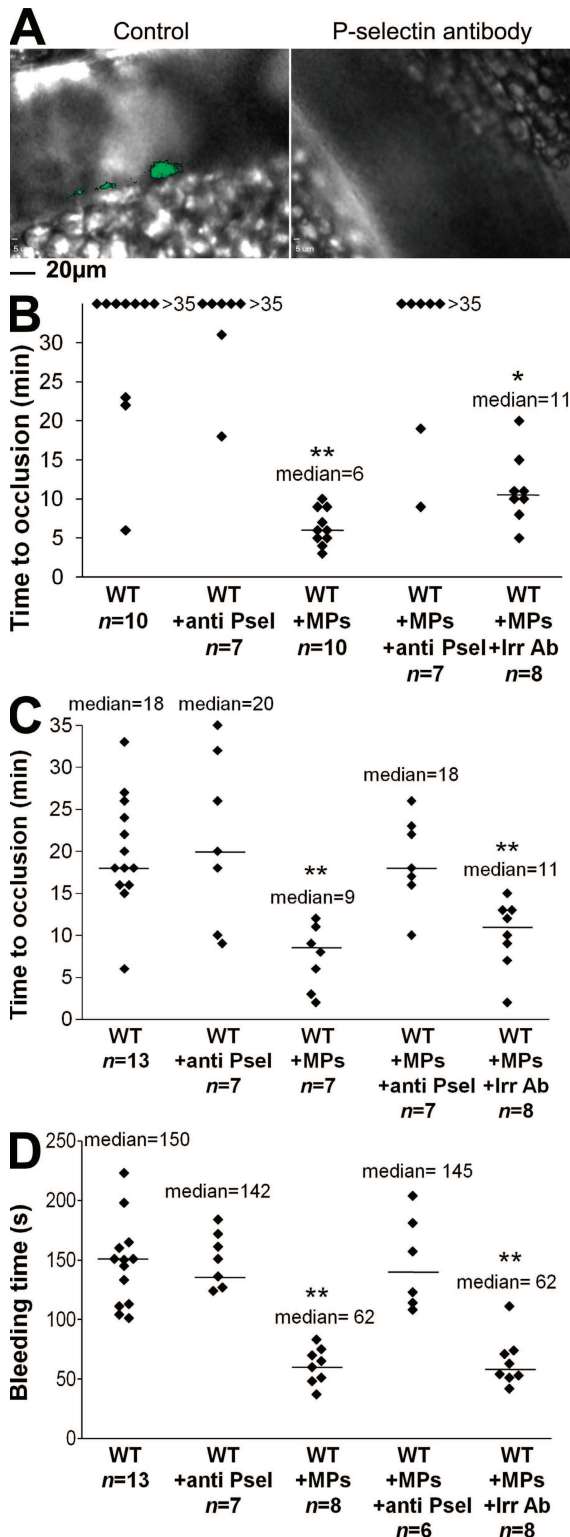 A
Control P-selectin antibody
5 um 5 um
20µm
B
>35 >35 >35
Time to occlusion (min)
30
25
20
15
10
5
0
**
median=6
*
median=11
WT WT WT WT WT
n=10 +anti Psel +MPs +MPs +MPs
n=7 n=10 +anti Psel +Irr Ab
n=7 n=8
C
median=18 median=20
Time to occlusion (min)
35
30
25
20
15
10
5
0
**
median=9
median=18
**
median=11
WT WT WT WT WT
n=13 +anti Psel +MPs +MPs +MPs
n=7 n=7 +anti Psel +Irr Ab
n=7 n=8
D
median=150
Bleeding time (s)
250
200
150
100
50
0
median=142
**
median= 62
median= 145
**
median= 62
WT WT WT WT WT
n=13 +anti Psel +MPs +MPs +MPs
n=7 n=8 +anti Psel +Irr Ab
n=6 n=8